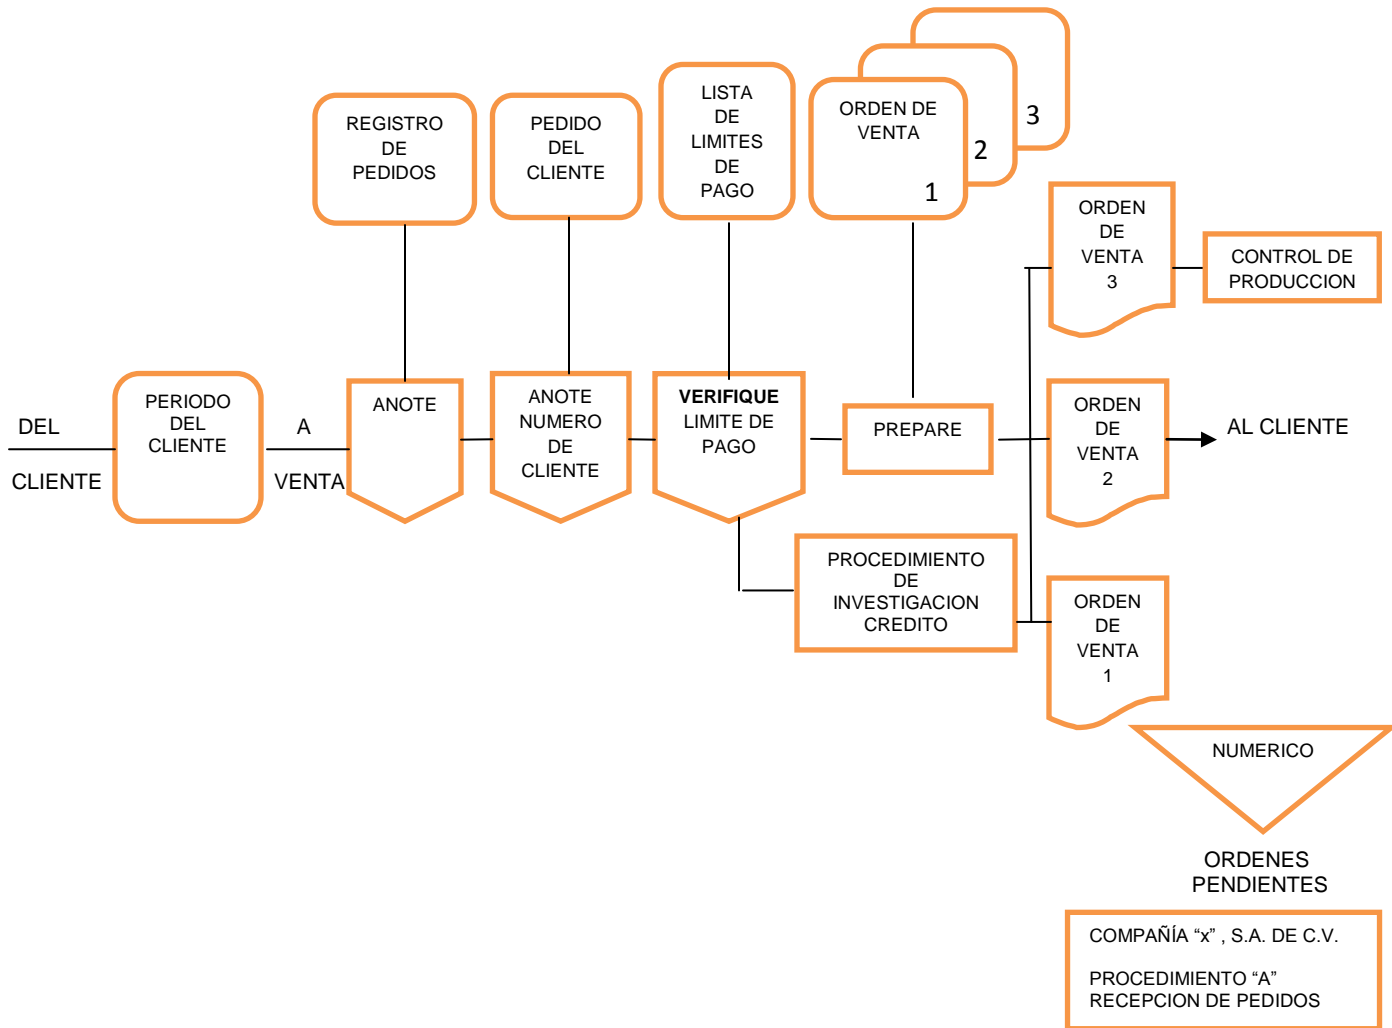 REGISTRO
DE
PEDIDOS
PEDIDO
DEL
CLIENTE
LISTA
DE
LIMITES
DE
PAGO
ORDEN DE
VENTA
1
2
3
ORDEN
DE
VENTA
3
CONTROL DE
PRODUCCION
DEL
CLIENTE
PERIODO
DEL
CLIENTE
A
VENTA
ANOTE
ANOTE
NUMERO
DE
CLIENTE
VERIFIQUE
LIMITE DE
PAGO
PREPARE
ORDEN
DE
VENTA
2
AL CLIENTE
PROCEDIMIENTO
DE
INVESTIGACION
CREDITO
ORDEN
DE
VENTA
1
NUMERICO
ORDENES
PENDIENTES
COMPAÑÍA “x” , S.A. DE C.V.
PROCEDIMIENTO “A”
RECEPCION DE PEDIDOS